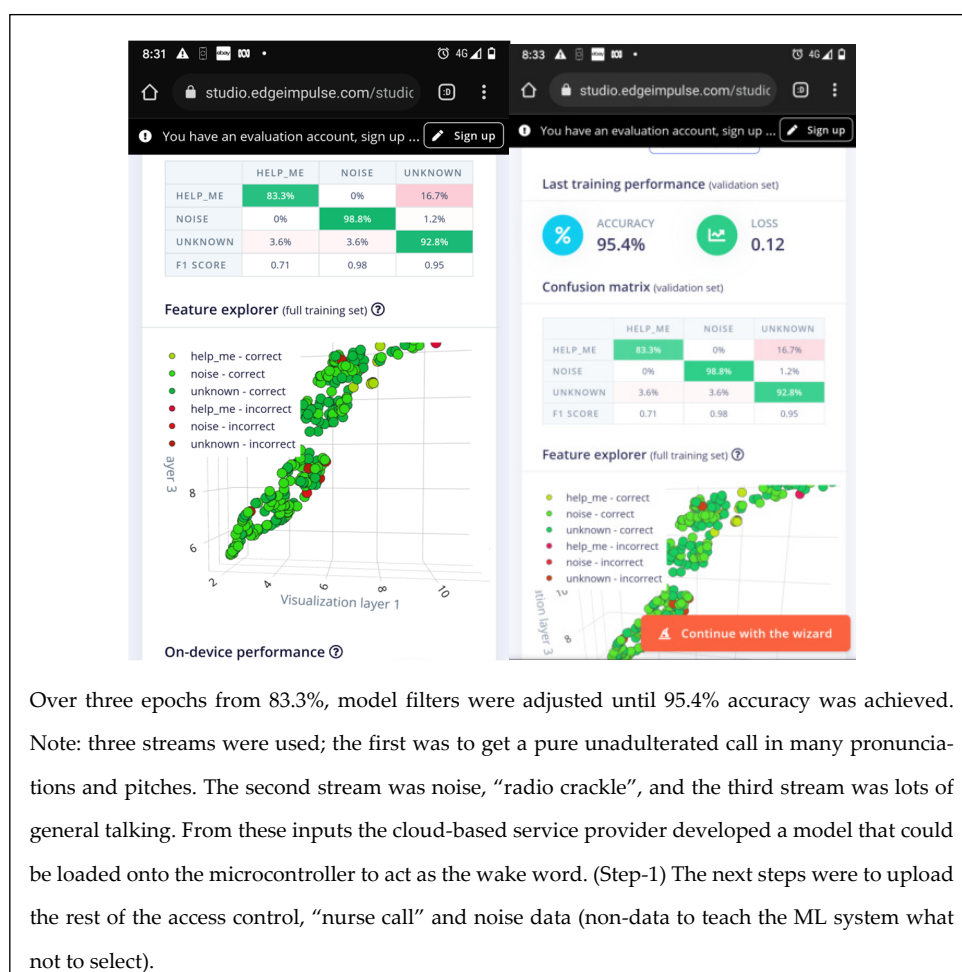 8:31
4G
studio.edgeimpulse.com/studic
:D
You have an evaluation account, sign up ...
Sign up
HELP_ME NOISE UNKNOWN
HELP_ME 83.3% 0% 16.7%
NOISE 0% 98.8% 1.2%
UNKNOWN 3.6% 3.6% 92.8%
F1 SCORE 0.71 0.98 0.95
Feature explorer (full training set) ?
help_me - correct
noise - correct
unknown - correct
help_me - incorrect
noise - incorrect
unknown - incorrect
ayer 3
8
6
2 4 6 8 10
Visualization layer 1
On-device performance ?
8:33
4G
studio.edgeimpulse.com/studic
:D
You have an evaluation account, sign up ...
Sign up
Last training performance (validation set)
%
ACCURACY
95.4%
LOSS
0.12
Confusion matrix (validation set)
HELP_ME NOISE UNKNOWN
HELP_ME 83.3% 0% 16.7%
NOISE 0% 98.8% 1.2%
UNKNOWN 3.6% 3.6% 92.8%
F1 SCORE 0.71 0.98 0.95
Feature explorer (full training set) ?
help_me - correct
noise - correct
unknown - correct
help_me - incorrect
noise - incorrect
unknown - incorrect
tion layer 3
10
8
Continue with the wizard
Over three epochs from 83.3%, model filters were adjusted until 95.4% accuracy was achieved.
Note: three streams were used; the first was to get a pure unadulterated call in many pronuncia-
tions and pitches. The second stream was noise, “radio crackle”, and the third stream was lots of
general talking. From these inputs the cloud-based service provider developed a model that could
be loaded onto the microcontroller to act as the wake word. (Step-1) The next steps were to upload
the rest of the access control, “nurse call” and noise data (non-data to teach the ML system what
not to select).